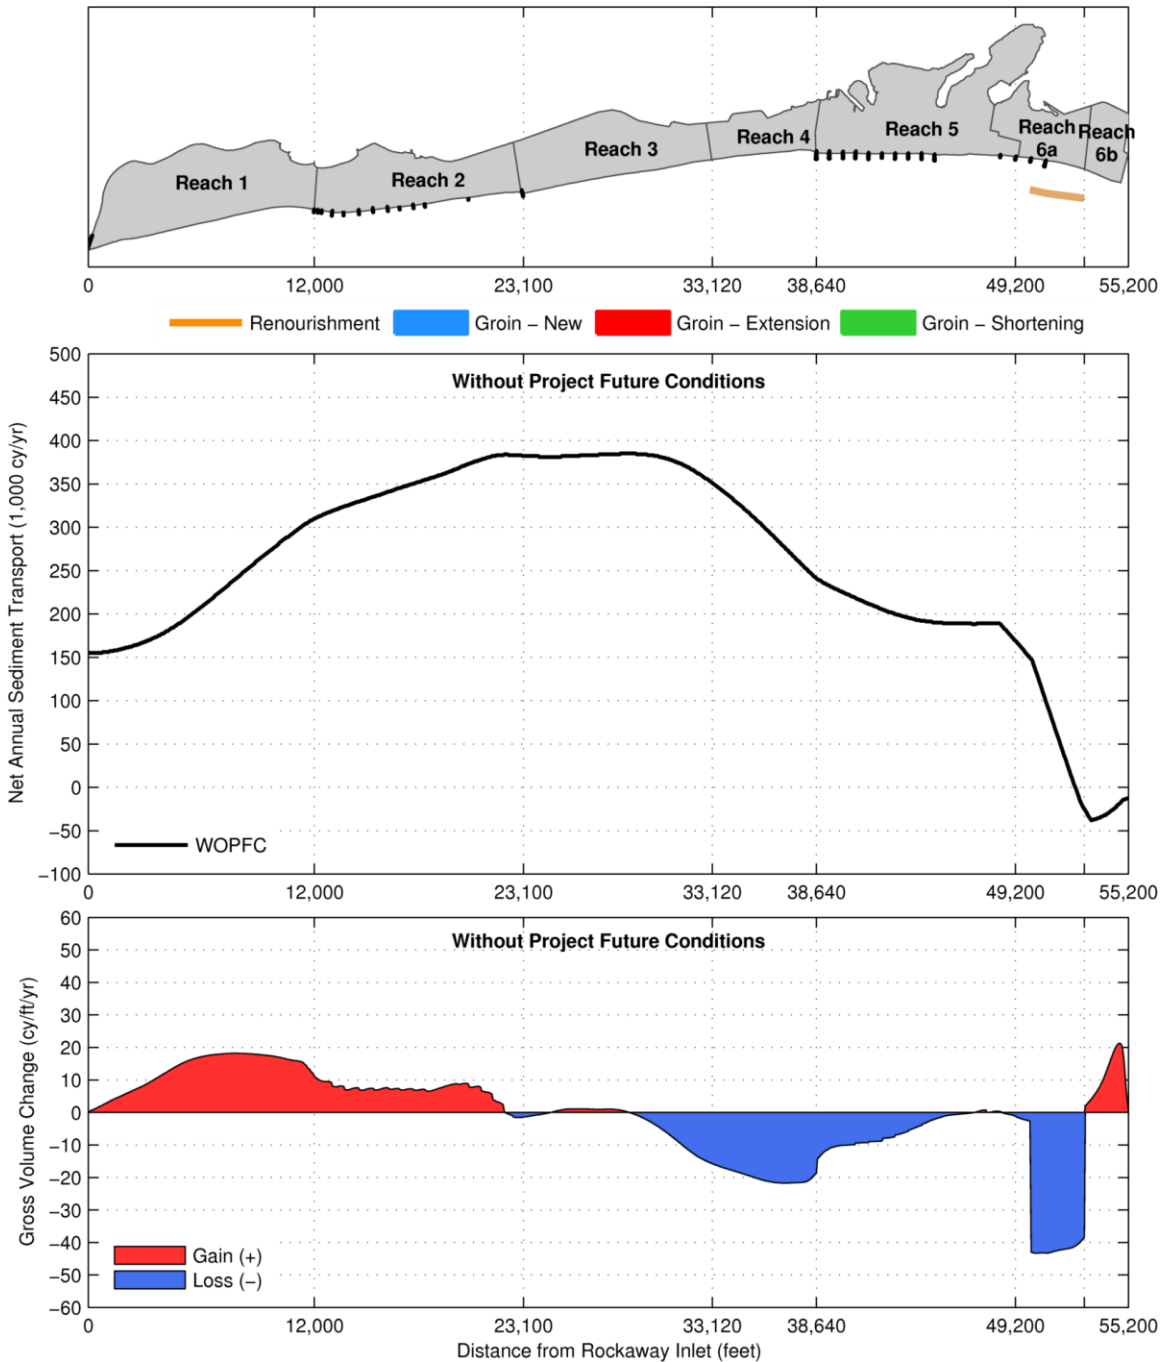 Reach 1
Reach 2
Reach 3
Reach 4
Reach 5
Reach 6a
Reach 6b
0 12,000 23,100 33,120 38,640 49,200 55,200
Renourishment Groin − New Groin − Extension Groin − Shortening
Without Project Future Conditions
Net Annual Sediment Transport (1,000 cy/yr)
500
450
400
350
300
250
200
150
100
50
0
−50
−100
WOPFC
0 12,000 23,100 33,120 38,640 49,200 55,200
Without Project Future Conditions
Gross Volume Change (cy/ft/yr)
60
50
40
30
20
10
0
−10
−20
−30
−40
−50
−60
Gain (+)
Loss (−)
0 12,000 23,100 33,120 38,640 49,200 55,200
Distance from Rockaway Inlet (feet)